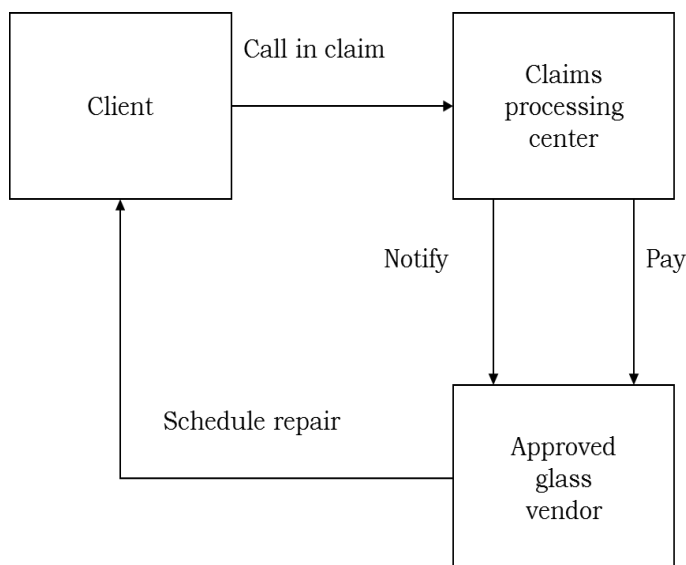 Call in claim
Client
Claims
processing
center
Notify
Pay
Schedule repair
Approved
glass
vendor